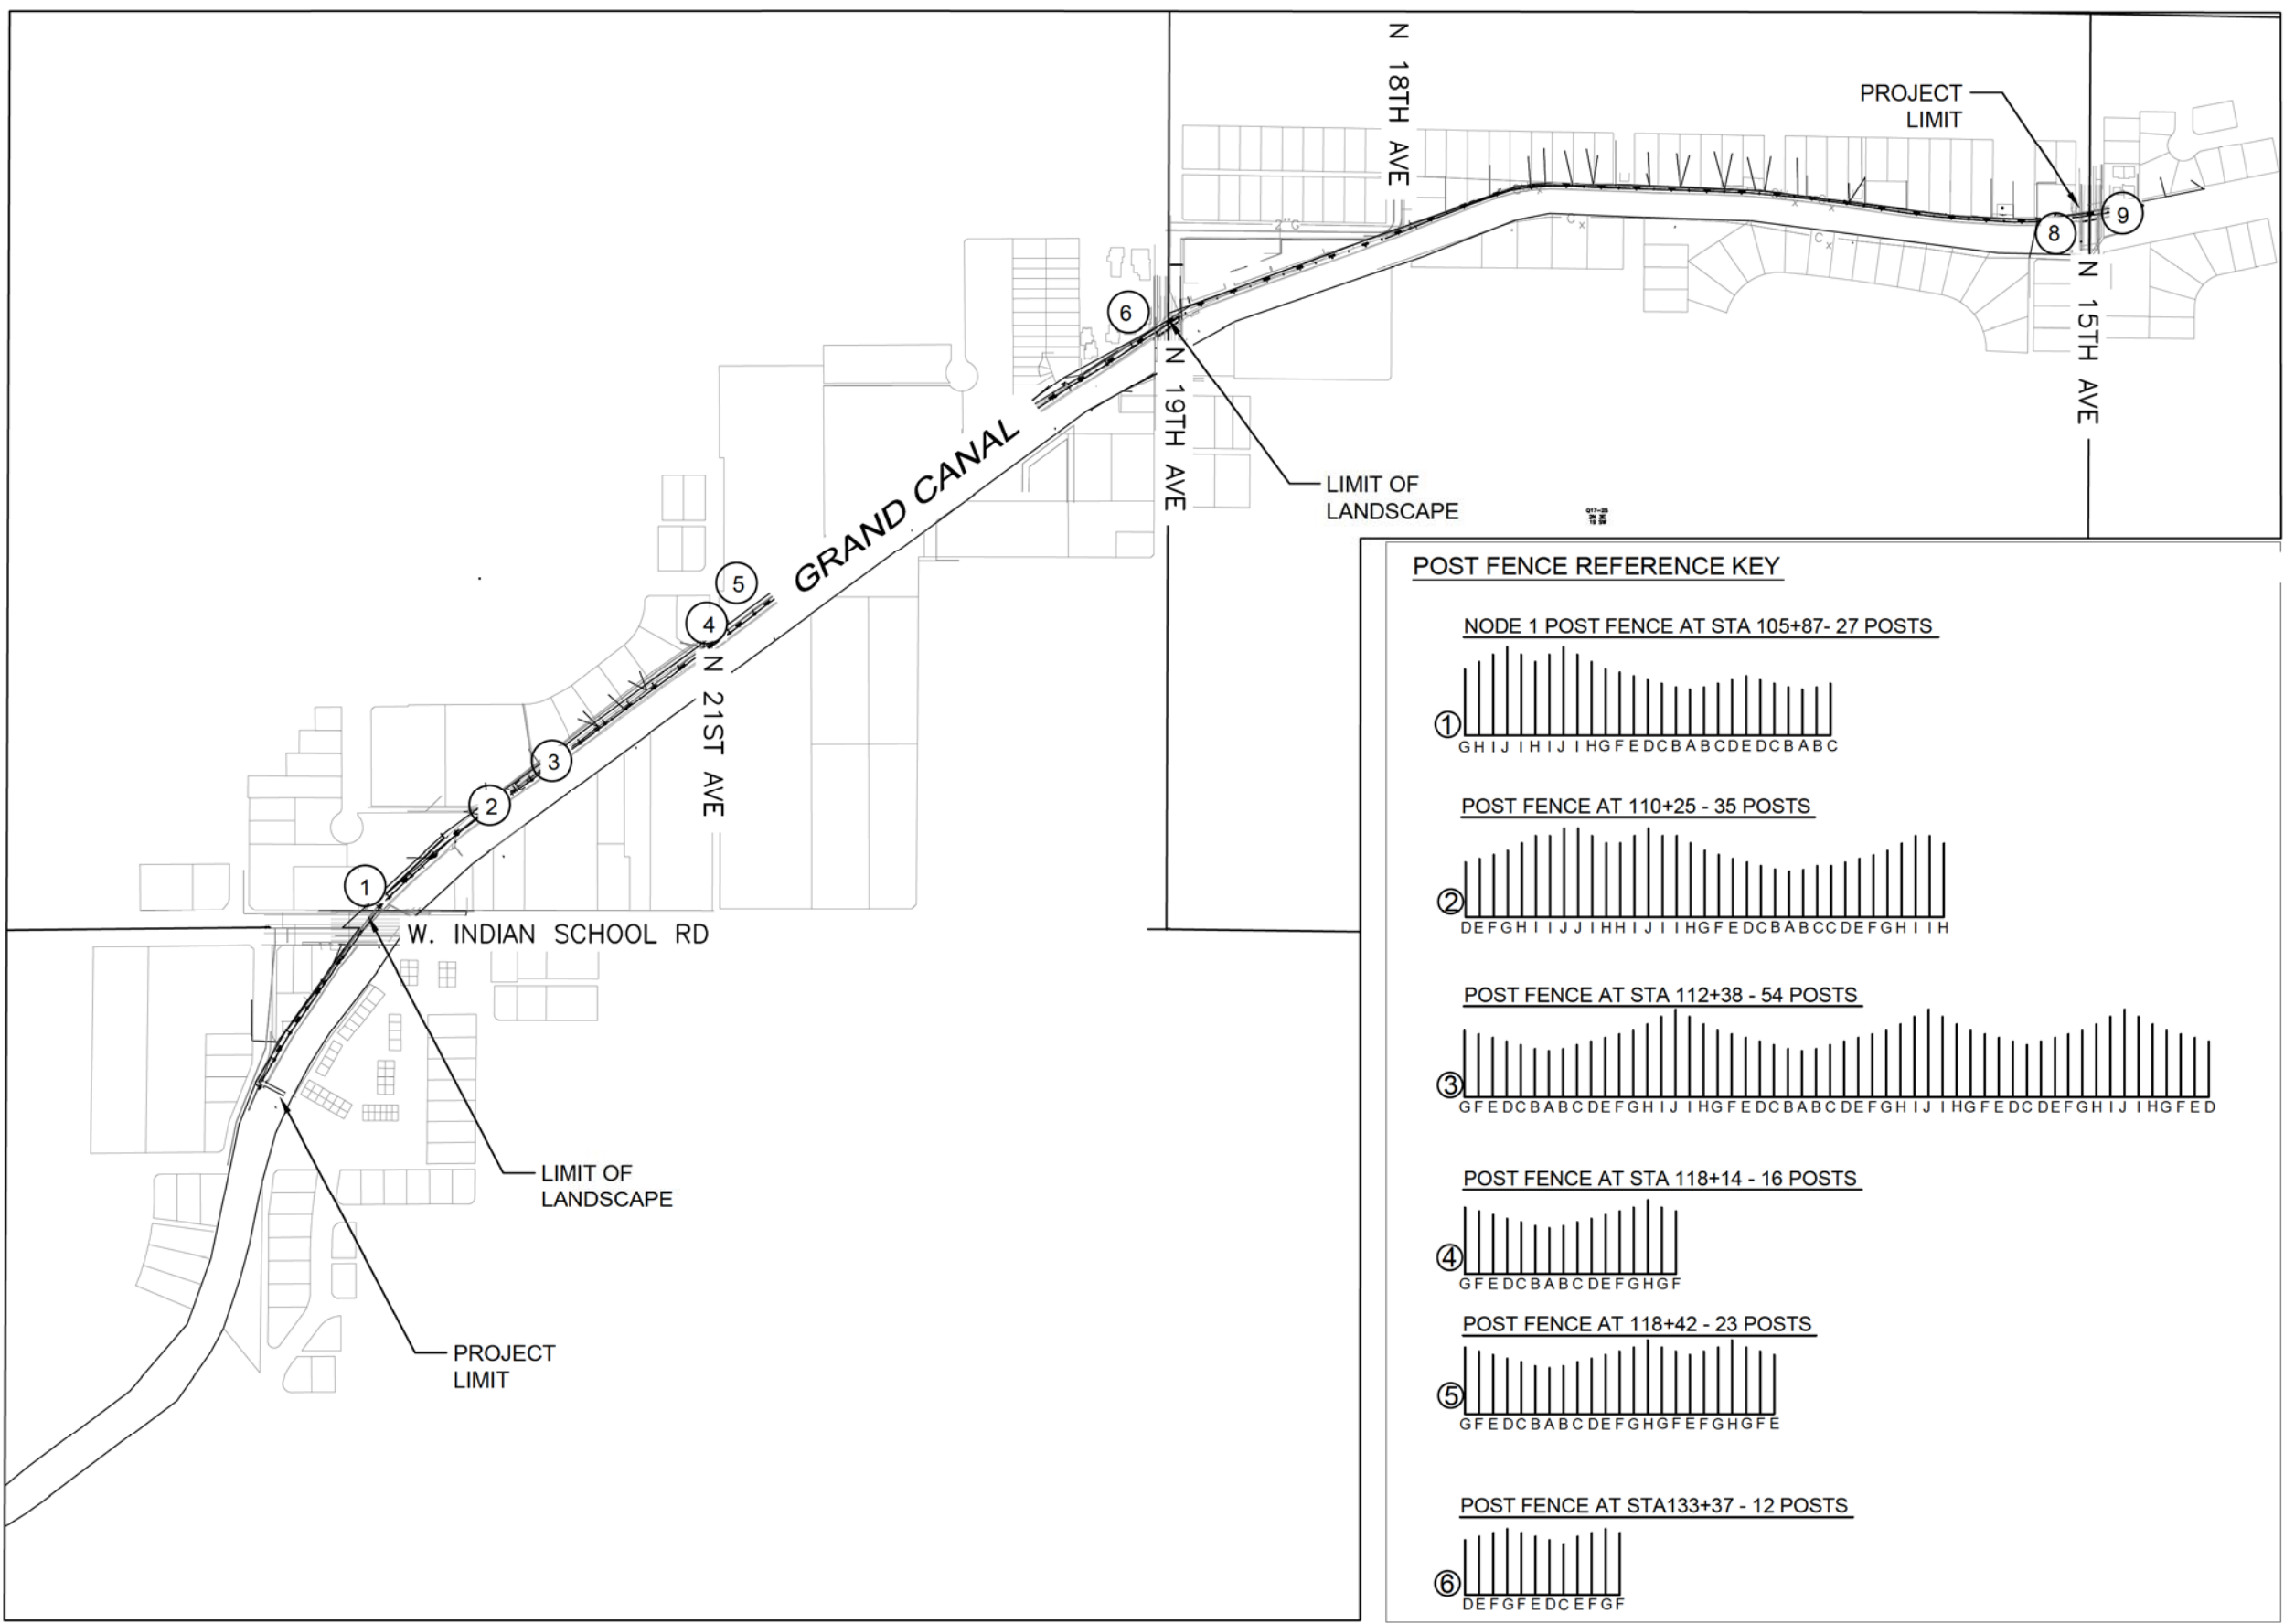 N 18TH AVE
PROJECT
LIMIT
9
8
2"G
C
x
C
x
N 15TH AVE
6
N 19TH AVE
GRAND CANAL
LIMIT OF
LANDSCAPE
5
4
N 21ST AVE
3
2
1
W. INDIAN SCHOOL RD
LIMIT OF
LANDSCAPE
PROJECT
LIMIT
POST FENCE REFERENCE KEY
NODE 1 POST FENCE AT STA 105+87- 27 POSTS
1
G H I J I H I J I H G F E D C B A B C D E D C B A B C
POST FENCE AT 110+25 - 35 POSTS
2
D E F G H I I J J I H H I J I I H G F E D C B A B C C D E F G H I I H
POST FENCE AT STA 112+38 - 54 POSTS
3
G F E D C B A B C D E F G H I J I H G F E D C B A B C D E F G H I J I H G F E D C D E F G H I J I H G F E D
POST FENCE AT STA 118+14 - 16 POSTS
4
G F E D C B A B C D E F G H G F
POST FENCE AT 118+42 - 23 POSTS
5
G F E D C B A B C D E F G H G F E F G H G F E
POST FENCE AT STA133+37 - 12 POSTS
6
D E F G F E D C E F G F